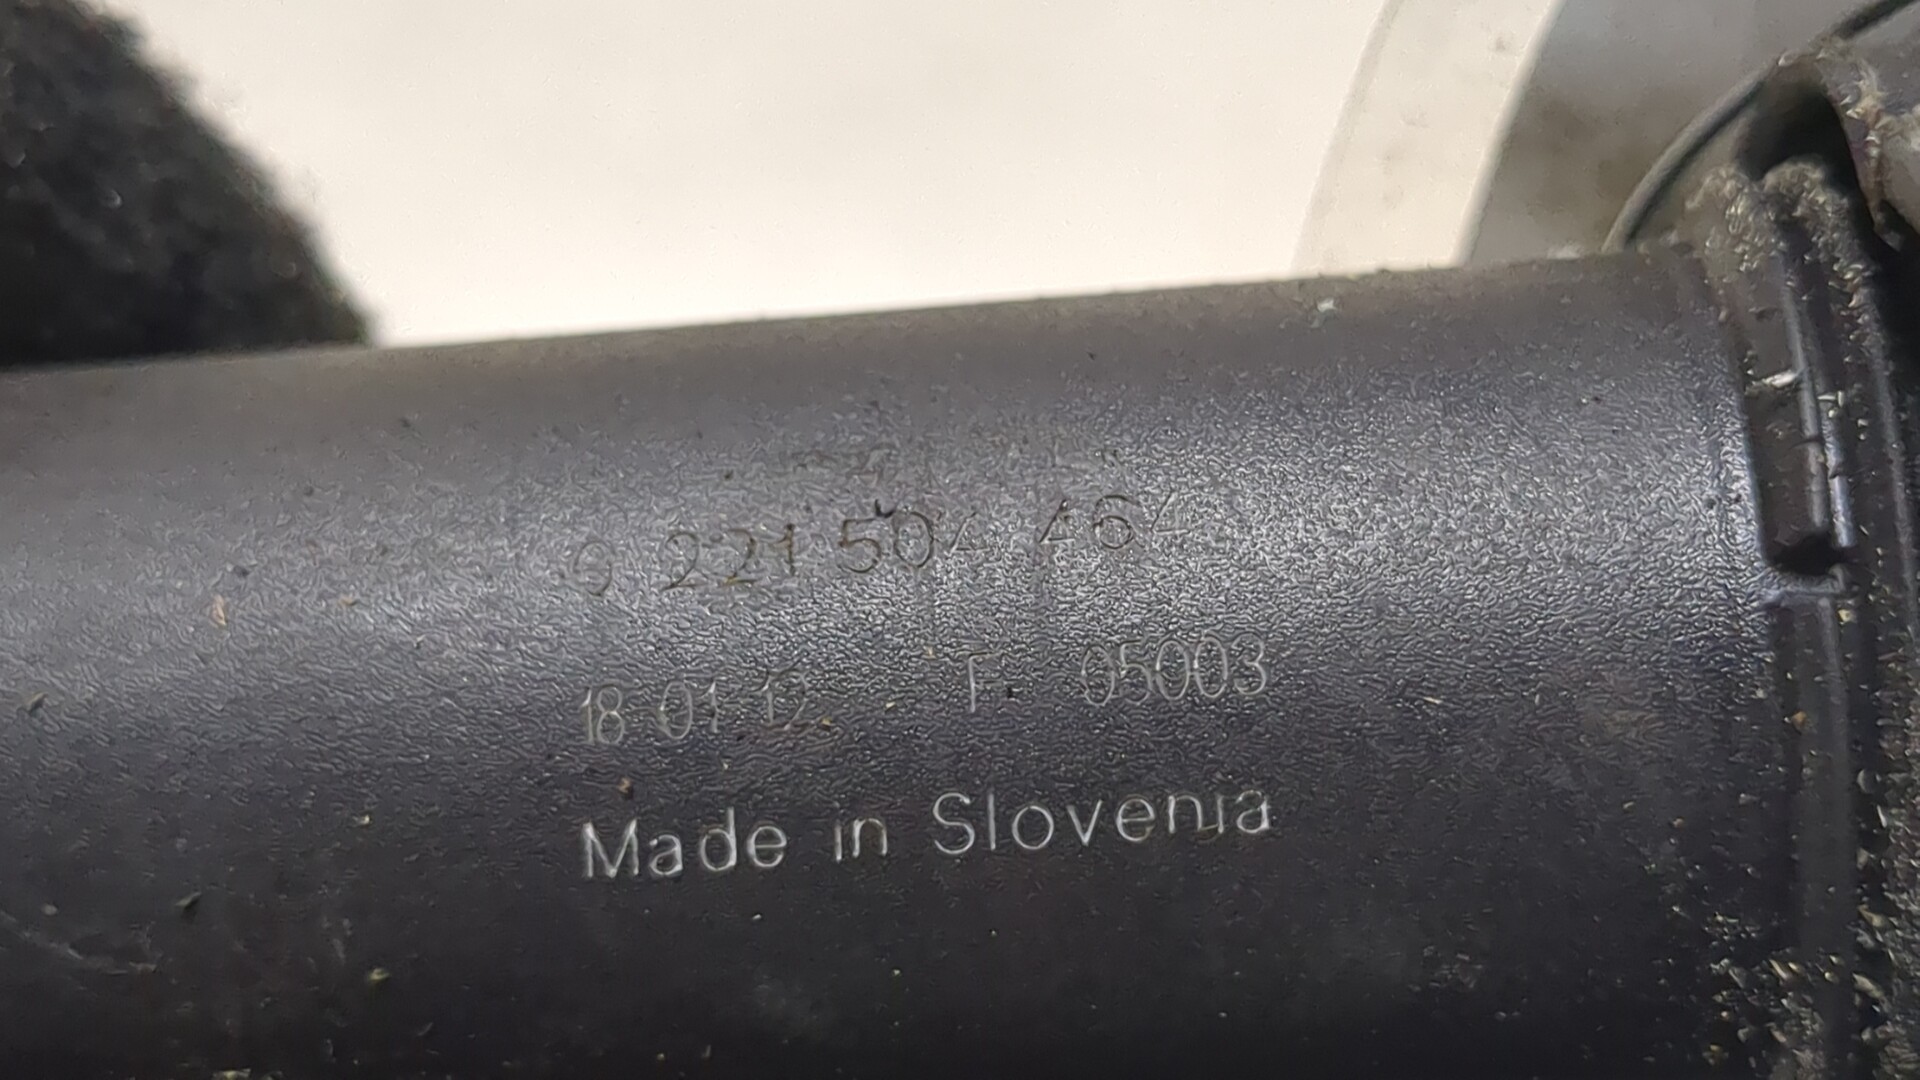 0 221 504 464
18 01 12 F 05003
Made in Slovenia